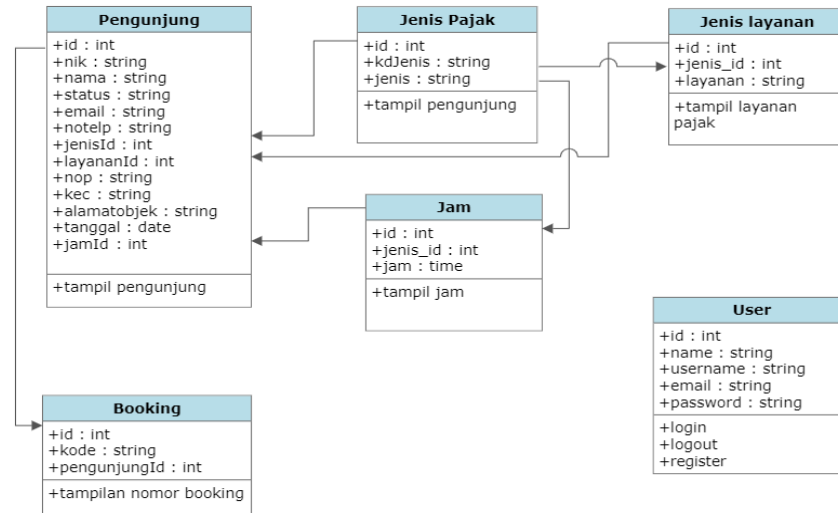 Pengunjung
+id : int
+nik : string
+nama : string
+status : string
+email : string
+notelp : string
+jenisId : int
+layananId : int
+nop : string
+kec : string
+alamatobjek : string
+tanggal : date
+jamId : int
+tampil pengunjung
Jenis Pajak
+id : int
+kdJenis : string
+jenis : string
+tampil pengunjung
Jenis layanan
+id : int
+jenis_id : int
+layanan : string
+tampil layanan
pajak
Jam
+id : int
+jenis_id : int
+jam : time
+tampil jam
User
+id : int
+name : string
+username : string
+email : string
+password : string
+login
+logout
+register
Booking
+id : int
+kode : string
+pengunjungId : int
+tampilan nomor booking